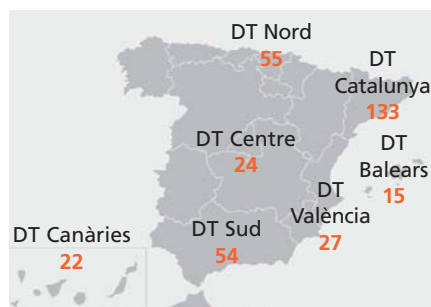 DT Nord
55
DT
Catalunya
133
DT Centre
24
DT
Balears
15
DT
València
27
DT Sud
54
DT Canàries
22